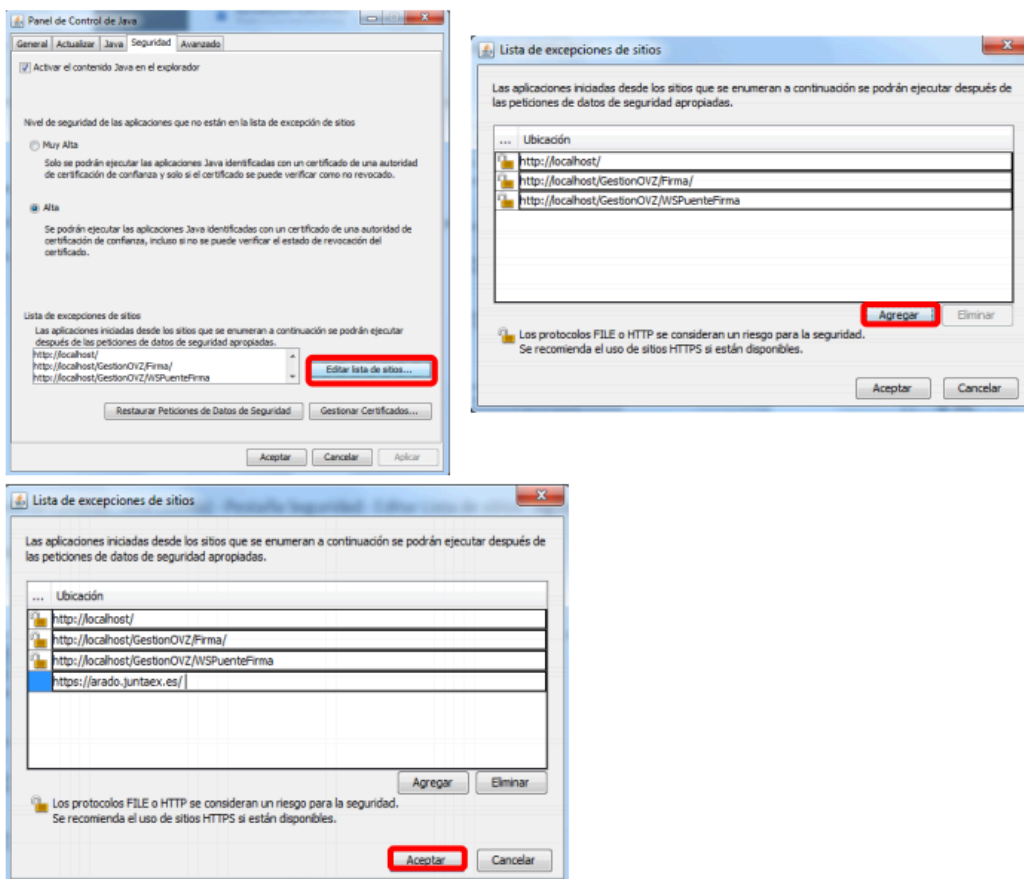 Panel de Control de Java
General Actualizar Java Seguridad Avanzado
Activar el contenido Java en el explorador
Nivel de seguridad de las aplicaciones que no están en la lista de excepción de sitios
Muy Alta
Solo se podrán ejecutar las aplicaciones Java identificadas con un certificado de una autoridad
de certificación de confianza y solo si el certificado se puede verificar como no revocado.
Alta
Se podrán ejecutar las aplicaciones Java identificadas con un certificado de una autoridad de
certificación de confianza, incluso si no se puede verificar el estado de revocación del
certificado.
Lista de excepciones de sitios
Las aplicaciones iniciadas desde los sitios que se enumeran a continuación se podrán ejecutar
después de las peticiones de datos de seguridad apropiadas.
http://localhost/
http://localhost/GestionOVZ/Firma/
http://localhost/GestionOVZ/WSPuenteFirma
Editar lista de sitios...
Restaurar Peticiones de Datos de Seguridad Gestionar Certificados...
Aceptar Cancelar Aplicar
Lista de excepciones de sitios
Las aplicaciones iniciadas desde los sitios que se enumeran a continuación se podrán ejecutar después de
las peticiones de datos de seguridad apropiadas.
... Ubicación
http://localhost/
http://localhost/GestionOVZ/Firma/
http://localhost/GestionOVZ/WSPuenteFirma
Agregar Eliminar
Los protocolos FILE o HTTP se consideran un riesgo para la seguridad.
Se recomienda el uso de sitios HTTPS si están disponibles.
Aceptar Cancelar
Lista de excepciones de sitios
Las aplicaciones iniciadas desde los sitios que se enumeran a continuación se podrán ejecutar después de
las peticiones de datos de seguridad apropiadas.
... Ubicación
http://localhost/
http://localhost/GestionOVZ/Firma/
http://localhost/GestionOVZ/WSPuenteFirma
https://arado.juntaex.es/
Agregar Eliminar
Los protocolos FILE o HTTP se consideran un riesgo para la seguridad.
Se recomienda el uso de sitios HTTPS si están disponibles.
Aceptar Cancelar